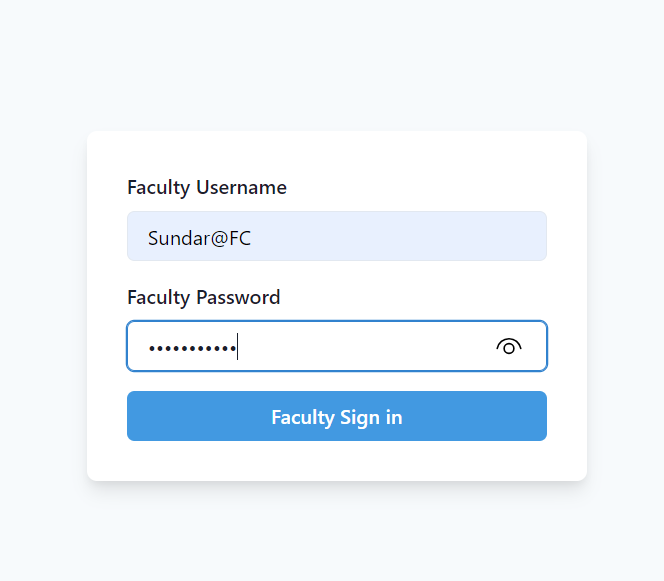 Faculty Username
Sundar@FC
Faculty Password
•••••••••••
Faculty Sign in